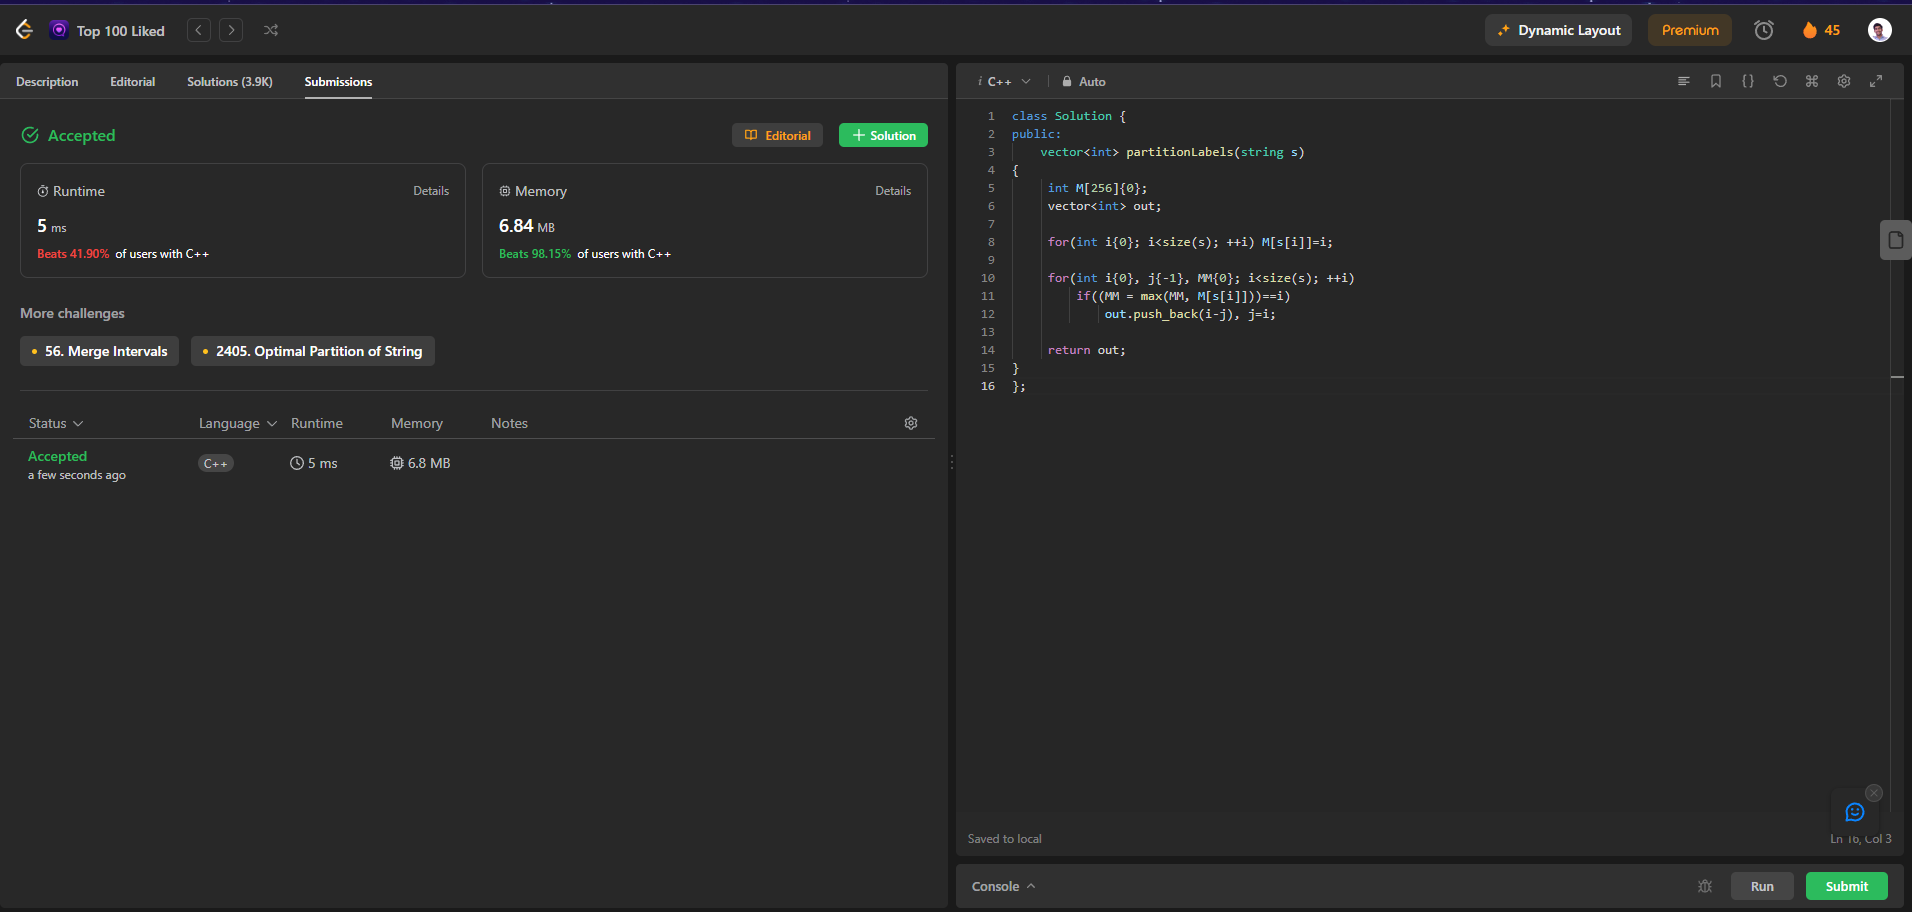 Top 100 Liked
Dynamic Layout
Premium
45
Description Editorial Solutions (3.9K) Submissions
Accepted
Editorial
Solution
Runtime Details
5 ms
Beats 41.90% of users with C++
Memory Details
6.84 MB
Beats 98.15% of users with C++
More challenges
56. Merge Intervals
2405. Optimal Partition of String
Status Language Runtime Memory Notes
Accepted
a few seconds ago
C++ 5 ms 6.8 MB
i C++ Auto
1 class Solution {
2 public:
3     vector<int> partitionLabels(string s)
4 {
5     int M[256]{0};
6     vector<int> out;
7
8     for(int i{0}; i<size(s); ++i) M[s[i]]=i;
9
10     for(int i{0}, j{-1}, MM{0}; i<size(s); ++i)
11         if((MM = max(MM, M[s[i]]))==i)
12             out.push_back(i-j), j=i;
13
14     return out;
15 }
16 };
Saved to local
Ln 16, Col 3
Console
Run
Submit